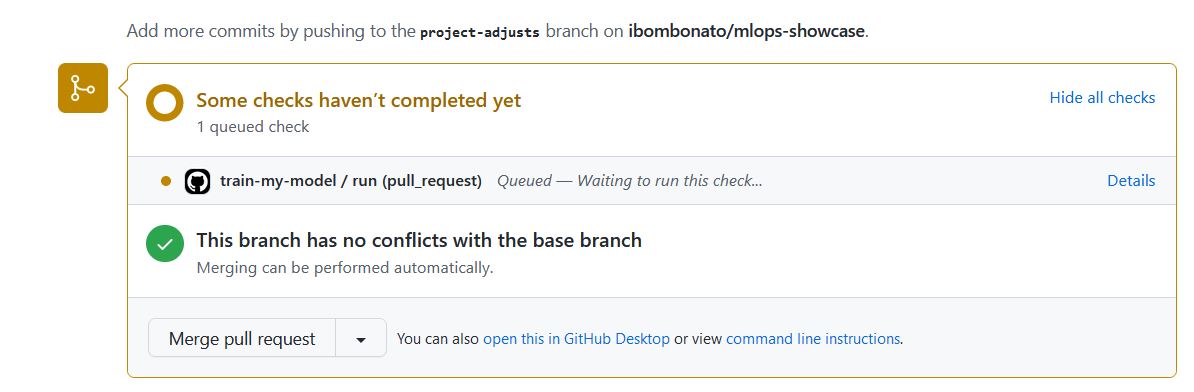 Add more commits by pushing to the project-adjusts branch on ibombonato/mlops-showcase.
Some checks haven’t completed yet
Hide all checks
1 queued check
train-my-model / run (pull_request) Queued — Waiting to run this check...
Details
This branch has no conflicts with the base branch
Merging can be performed automatically.
Merge pull request
You can also open this in GitHub Desktop or view command line instructions.